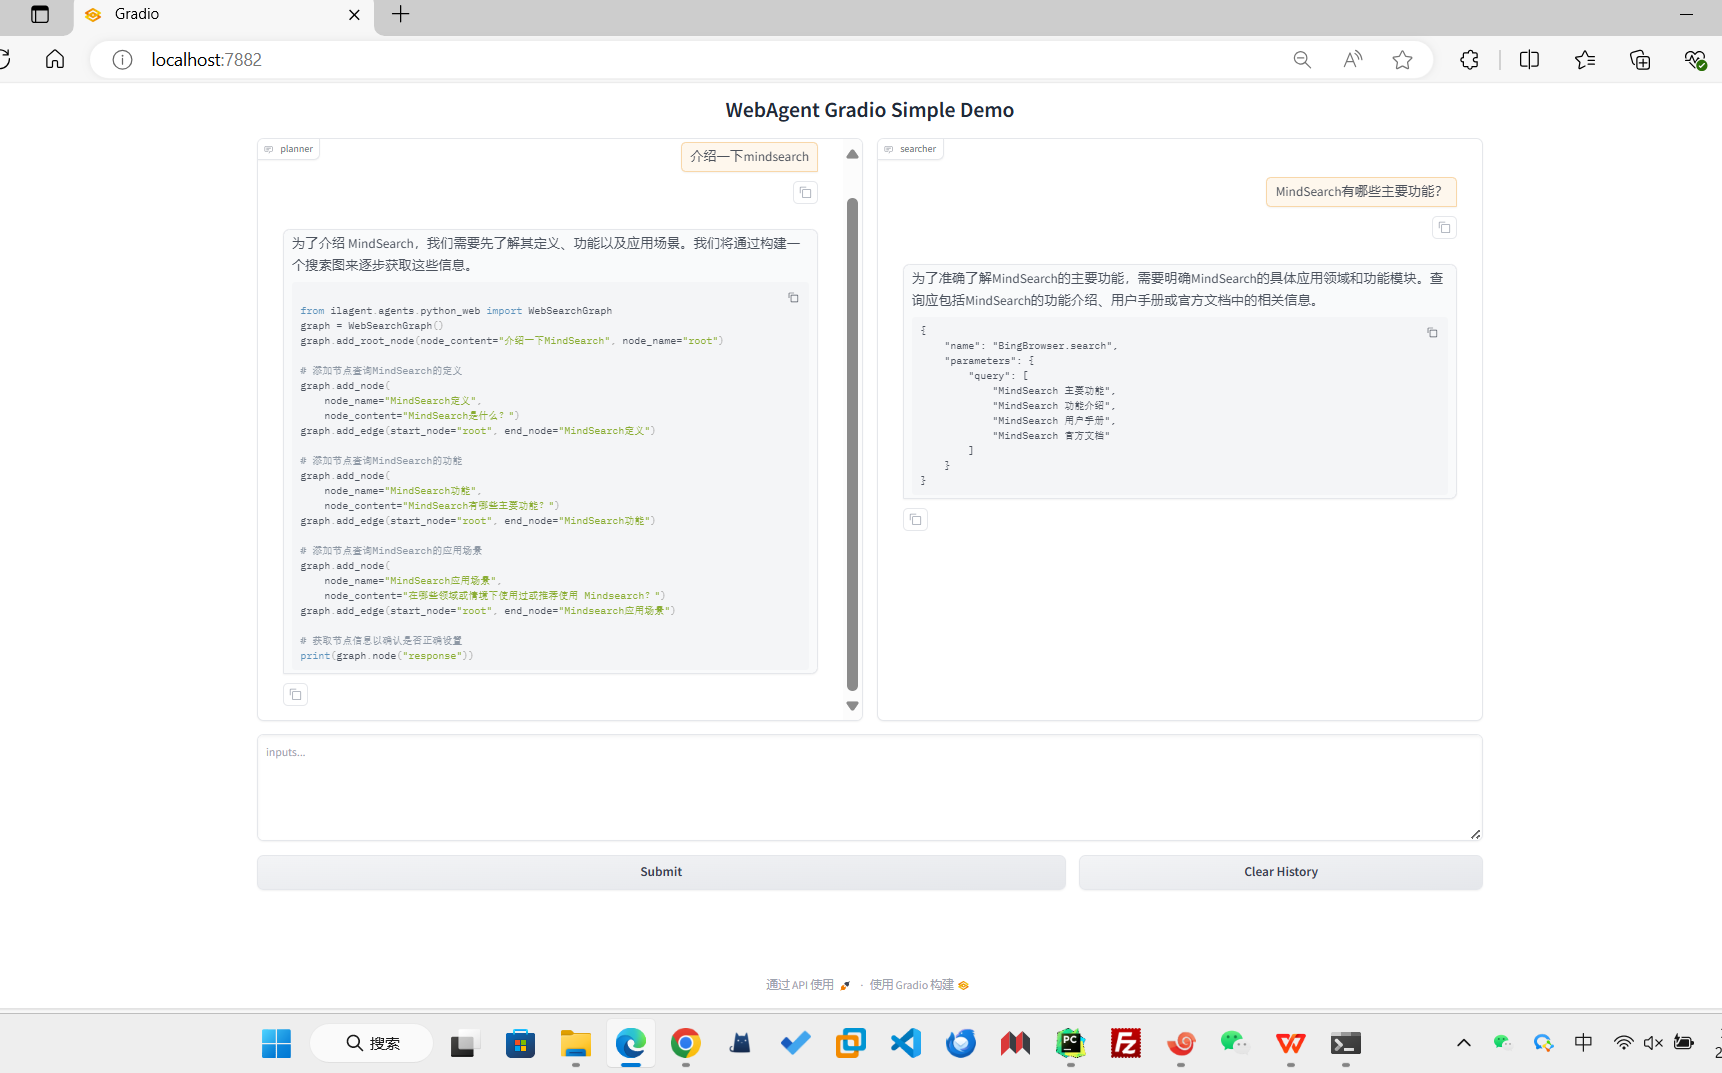 Gradio
localhost:7882
WebAgent Gradio Simple Demo
planner
介绍一下mindsearch
为了介绍 MindSearch，我们需要先了解其定义、功能以及应用场景。我们将通过构建一
个搜索图来逐步获取这些信息。
from ilagent.agents.python_web import WebSearchGraph
graph = WebSearchGraph()
graph.add_root_node(node_content="介绍一下MindSearch", node_name="root")
# 添加节点查询MindSearch的定义
graph.add_node(
node_name="MindSearch定义",
node_content="MindSearch是什么？")
graph.add_edge(start_node="root", end_node="MindSearch定义")
# 添加节点查询MindSearch的功能
graph.add_node(
node_name="MindSearch功能",
node_content="MindSearch有哪些主要功能？")
graph.add_edge(start_node="root", end_node="MindSearch功能")
# 添加节点查询MindSearch的应用场景
graph.add_node(
node_name="MindSearch应用场景",
node_content="在哪些领域或情境下使用过或推荐使用 Mindsearch？")
graph.add_edge(start_node="root", end_node="Mindsearch应用场景")
# 获取节点信息以确认是否正确设置
print(graph.node("response"))
searcher
MindSearch有哪些主要功能？
为了准确了解MindSearch的主要功能，需要明确MindSearch的具体应用领域和功能模块。查
询应包括MindSearch的功能介绍、用户手册或官方文档中的相关信息。
{
"name": "BingBrowser.search",
"parameters": {
"query": [
"MindSearch 主要功能",
"MindSearch 功能介绍",
"MindSearch 用户手册",
"MindSearch 官方文档"
]
}
}
inputs...
Submit
Clear History
通过 API 使用 · 使用 Gradio 构建
搜索
中